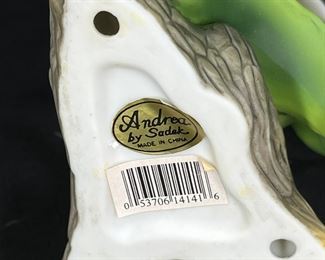 Andrea
by Sadek
MADE IN CHINA
0 53706 14141 6